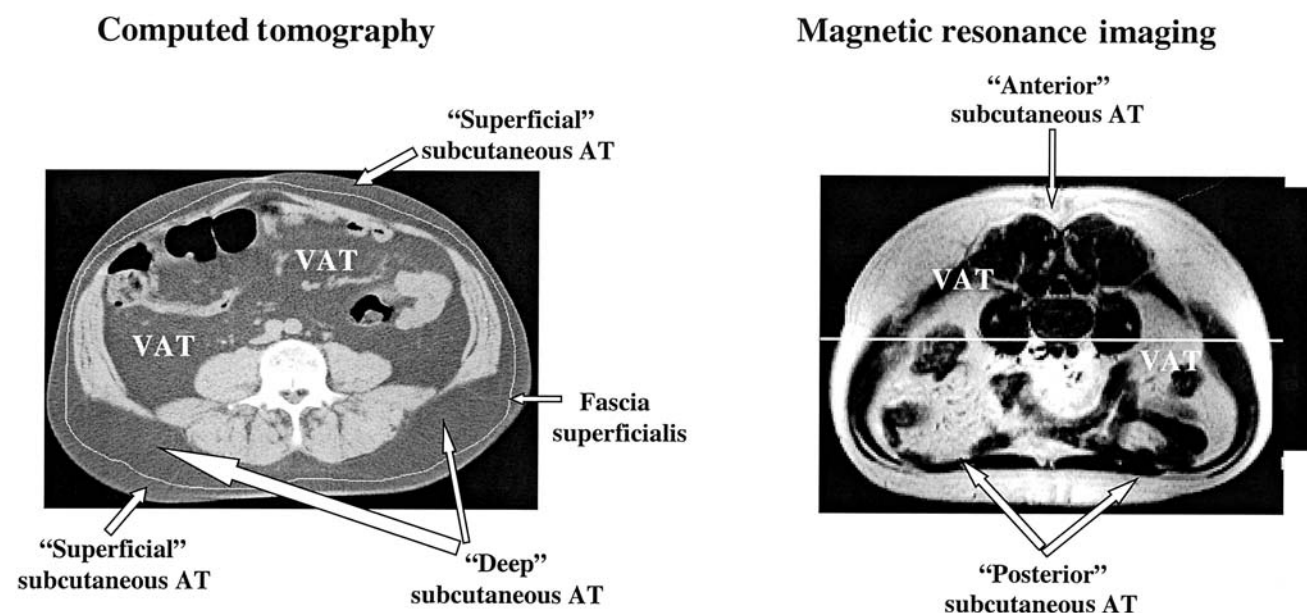 Computed tomography
Magnetic resonance imaging
“Superficial”
subcutaneous AT
“Anterior”
subcutaneous AT
VAT
VAT
Fascia
superficialis
“Superficial”
subcutaneous AT
“Deep”
subcutaneous AT
VAT
VAT
“Posterior”
subcutaneous AT